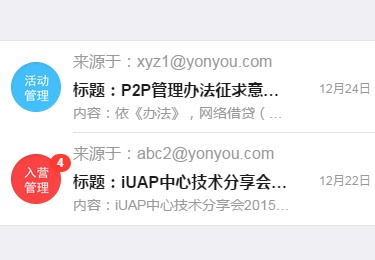 活动
管理
来源于：xyz1@yonyou.com
标题：P2P管理办法征求意…
12月24日
内容：依《办法》，网络借贷（…
入营
管理
4
来源于：abc2@yonyou.com
标题：iUAP中心技术分享会…
12月22日
内容：iUAP中心技术分享会2015…